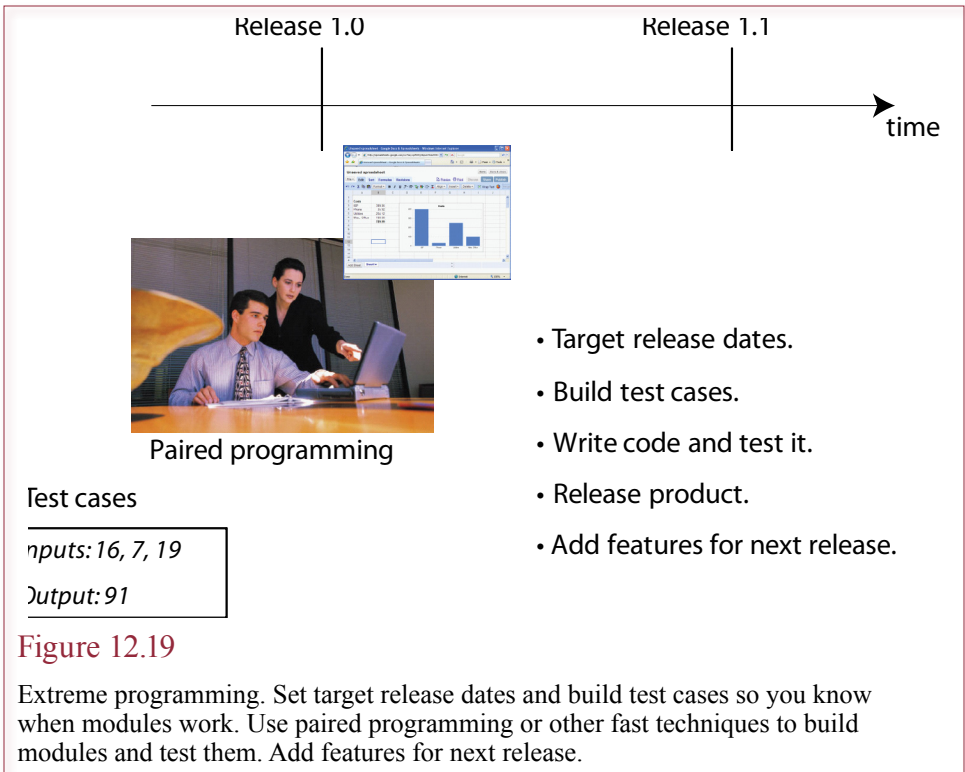 Release 1.0
Release 1.1
time
Paired programming
Test cases
nputs: 16, 7, 19
Output: 91
• Target release dates.
• Build test cases.
• Write code and test it.
• Release product.
• Add features for next release.
Figure 12.19
Extreme programming. Set target release dates and build test cases so you know
when modules work. Use paired programming or other fast techniques to build
modules and test them. Add features for next release.